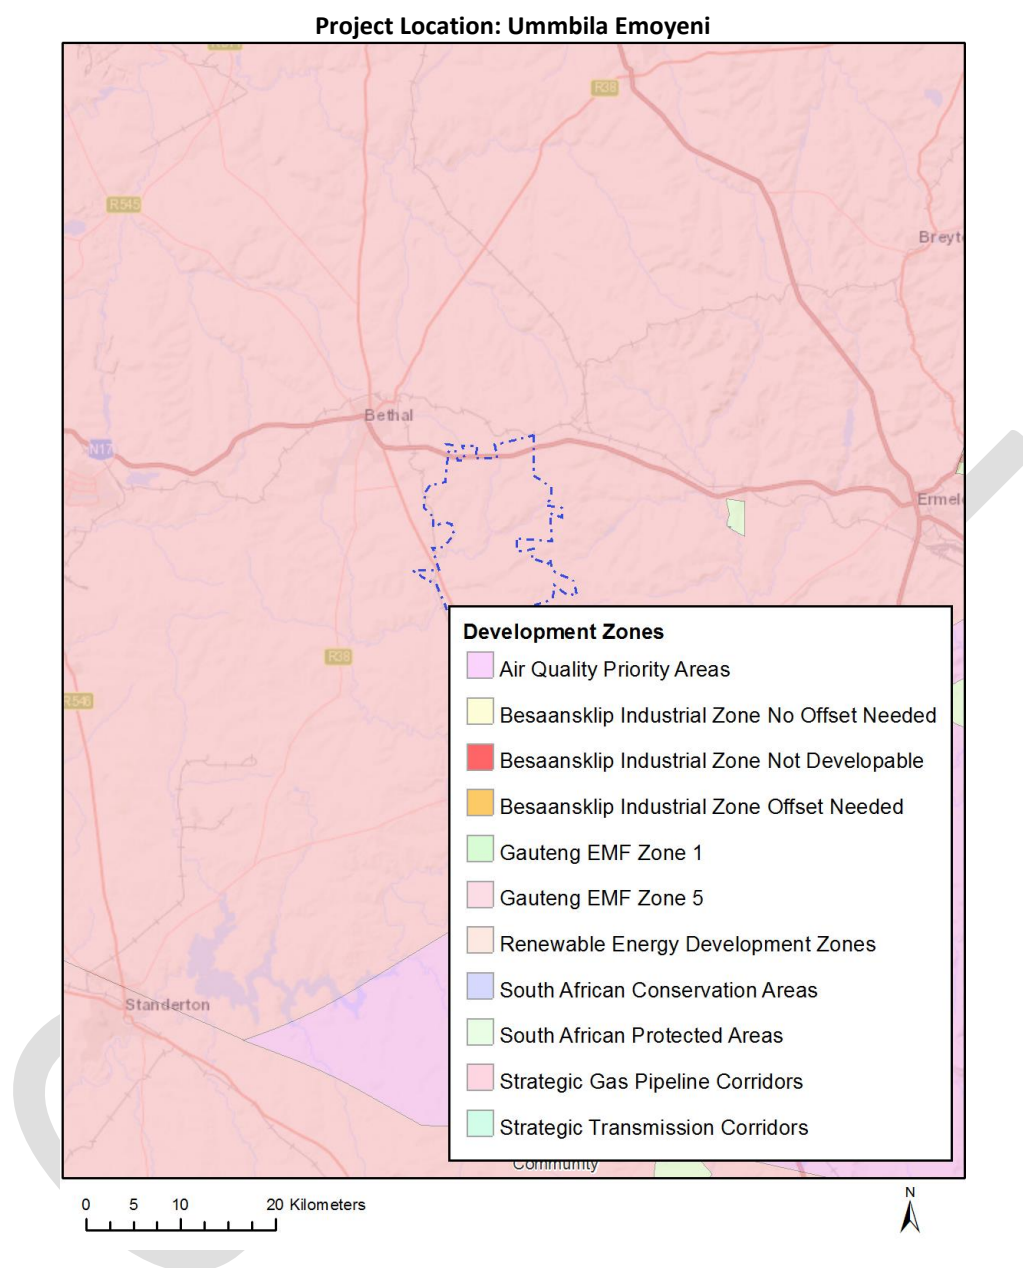 Project Location: Ummbila Emoyeni
R38
R545
Breyt
Bethal
N17
Ermel
R38
R546
Development Zones
Air Quality Priority Areas
Besaansklip Industrial Zone No Offset Needed
Besaansklip Industrial Zone Not Developable
Besaansklip Industrial Zone Offset Needed
Gauteng EMF Zone 1
Gauteng EMF Zone 5
Renewable Energy Development Zones
South African Conservation Areas
Standerton
South African Protected Areas
Strategic Gas Pipeline Corridors
Strategic Transmission Corridors
Community
0 5 10 20 Kilometers
N